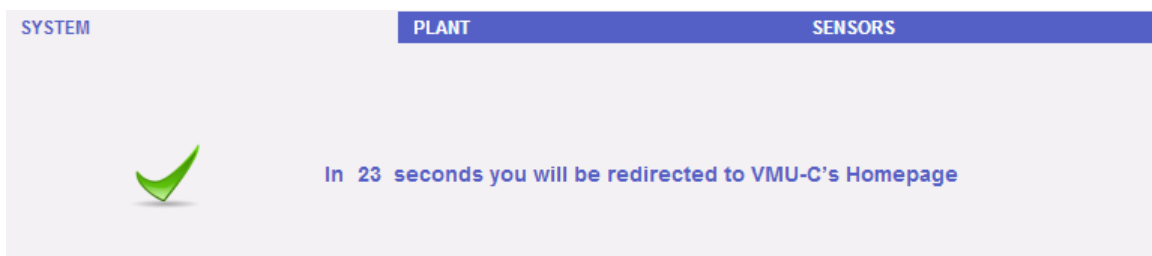 SYSTEM PLANT SENSORS
In 23 seconds you will be redirected to VMU-C's Homepage